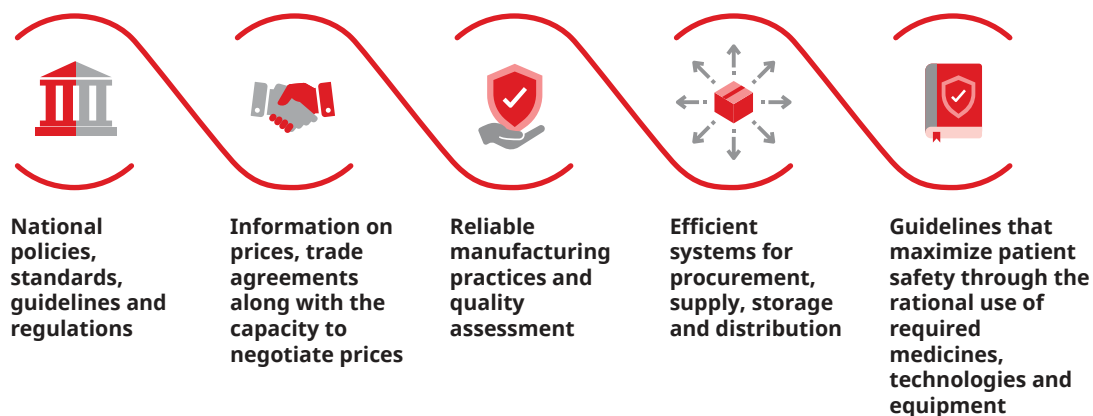 National
policies,
standards,
guidelines and
regulations
Information on
prices, trade
agreements
along with the
capacity to
negotiate prices
Reliable
manufacturing
practices and
quality
assessment
Efficient
systems for
procurement,
supply, storage
and distribution
Guidelines that
maximize patient
safety through the
rational use of
required
medicines,
technologies and
equipment